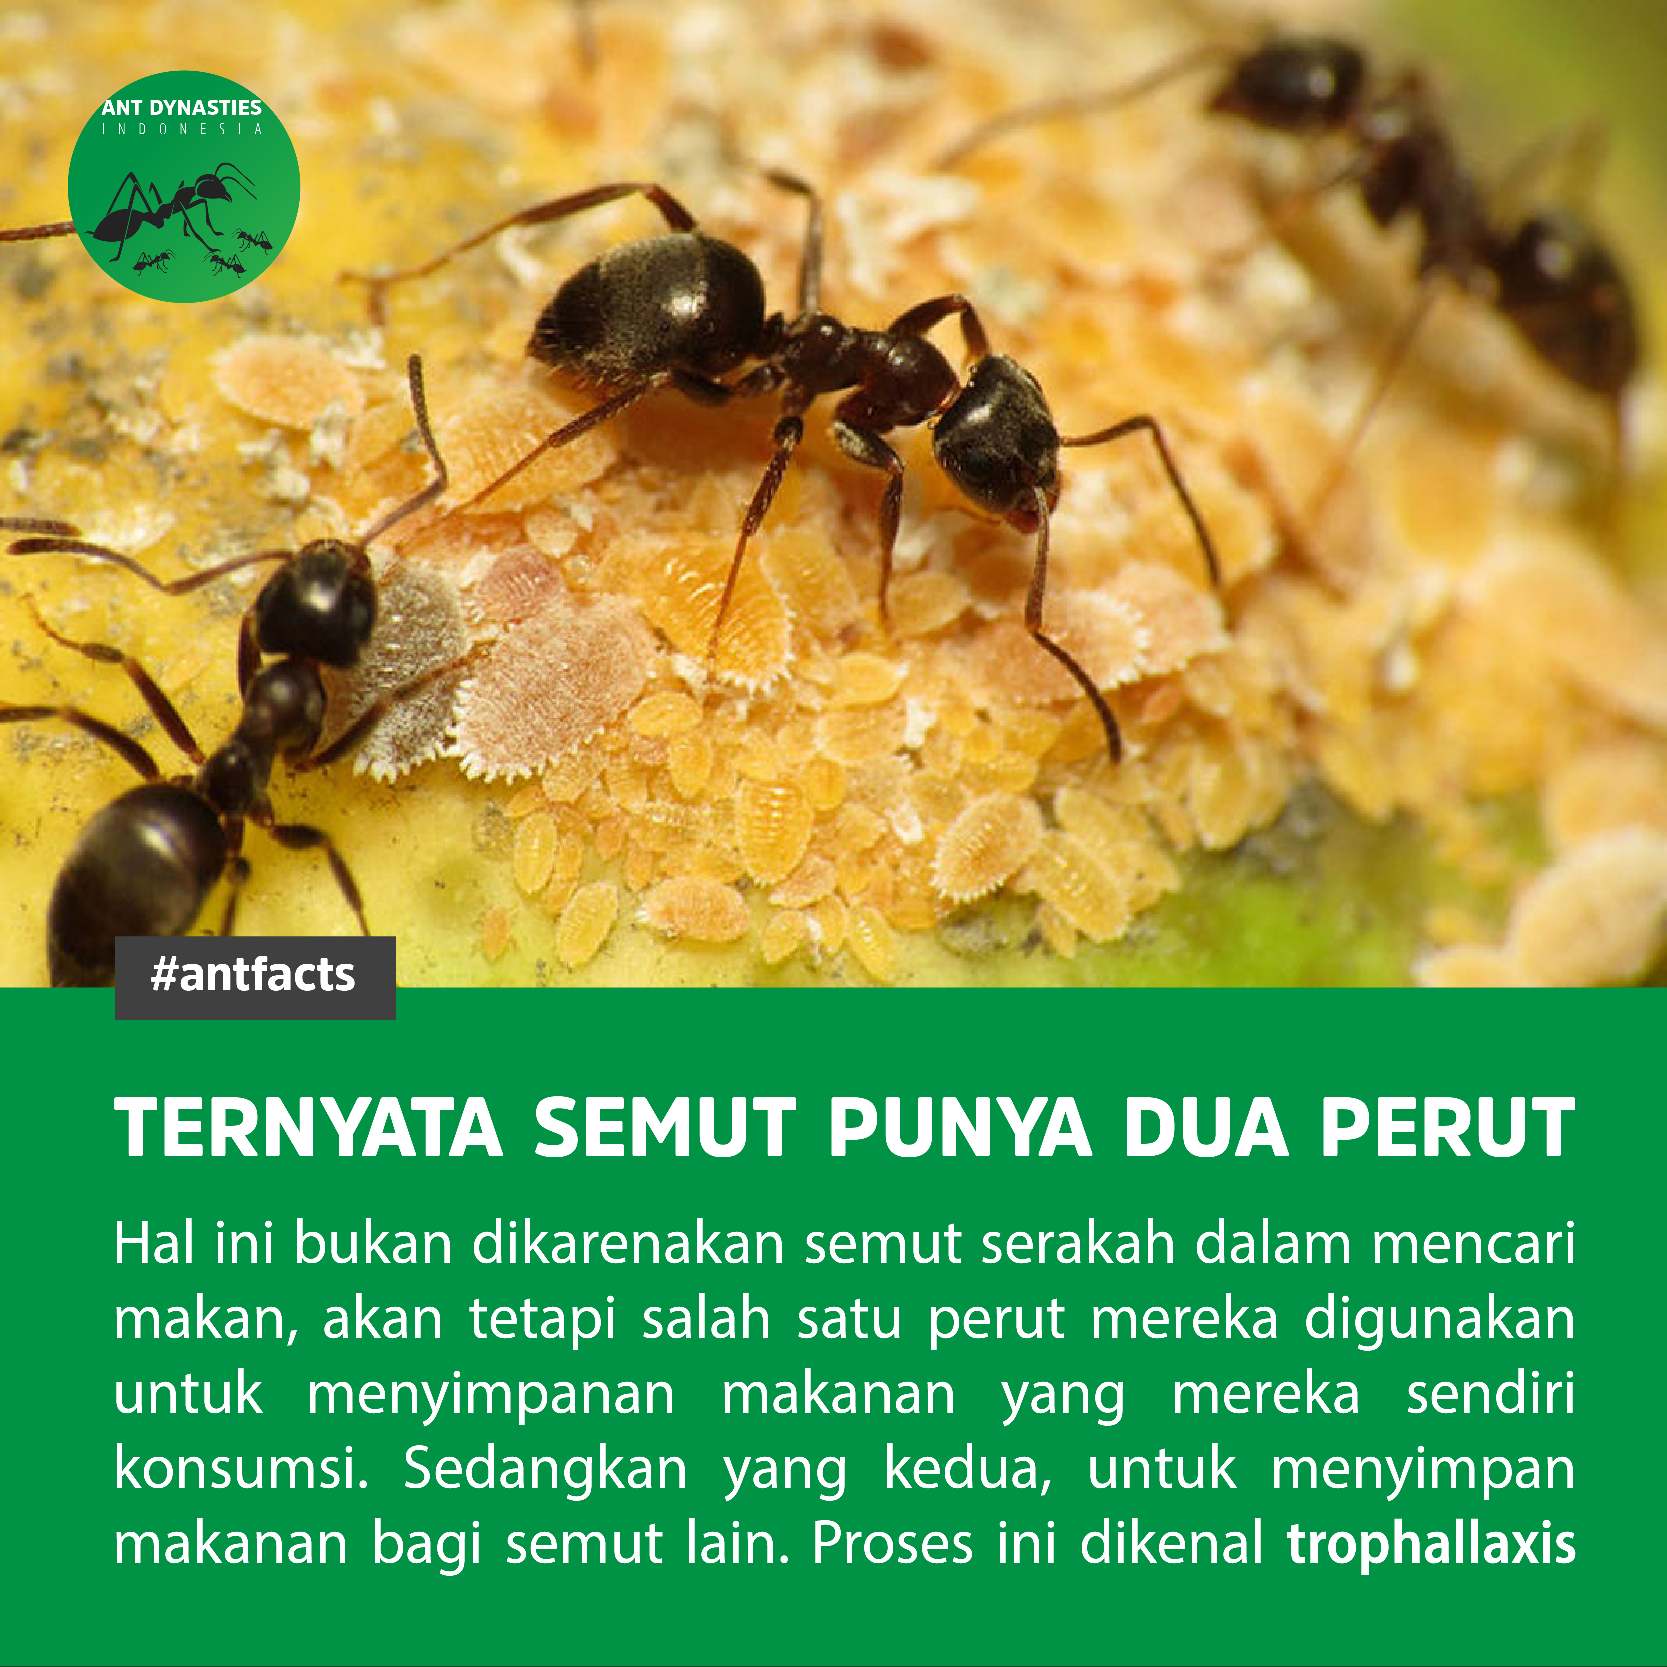 ANT DYNASTIES
INDONESIA
#antfacts
TERNYATA SEMUT PUNYA DUA PERUT
Hal ini bukan dikarenakan semut serakah dalam mencari
makan, akan tetapi salah satu perut mereka digunakan
untuk menyimpanan makanan yang mereka sendiri
konsumsi. Sedangkan yang kedua, untuk menyimpan
makanan bagi semut lain. Proses ini dikenal trophallaxis